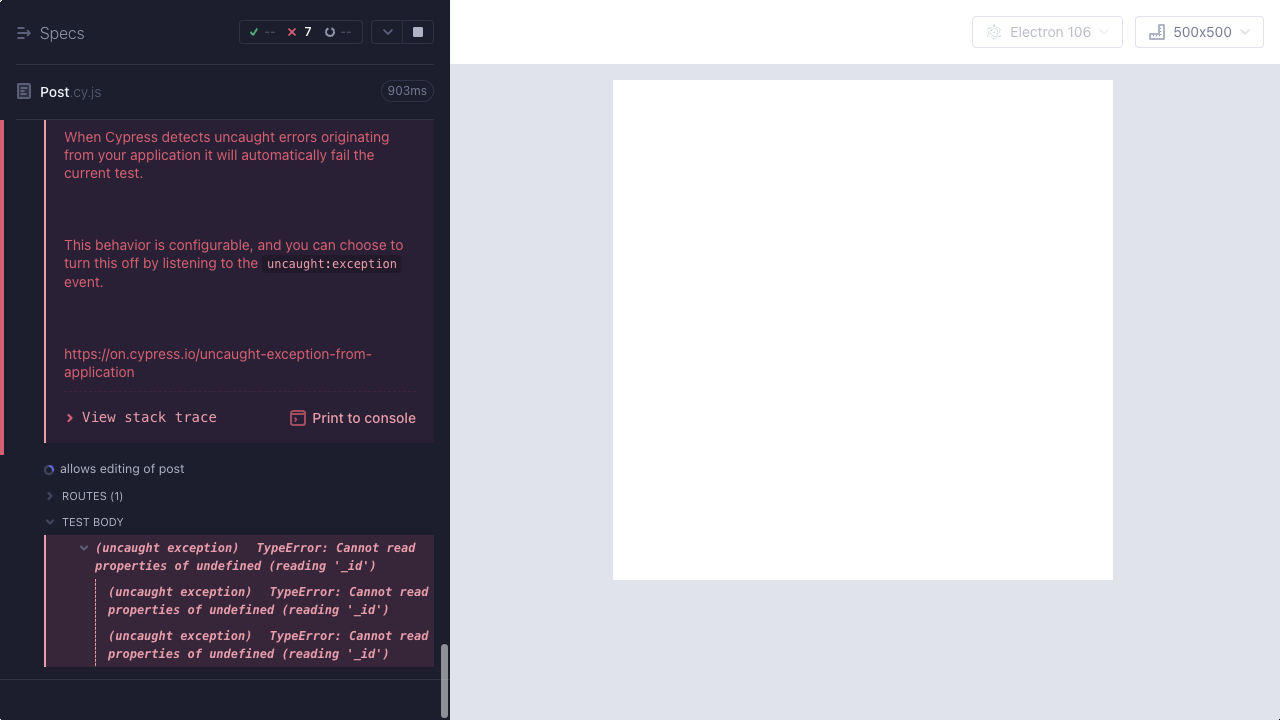 Specs
--
7
--
Electron 106
500x500
Post.cy.js
903ms
When Cypress detects uncaught errors originating
from your application it will automatically fail the
current test.
This behavior is configurable, and you can choose to
turn this off by listening to the uncaught:exception
event.
https://on.cypress.io/uncaught-exception-from-
application
View stack trace
Print to console
allows editing of post
ROUTES (1)
TEST BODY
(uncaught exception) TypeError: Cannot read
properties of undefined (reading '_id')
(uncaught exception) TypeError: Cannot read
properties of undefined (reading '_id')
(uncaught exception) TypeError: Cannot read
properties of undefined (reading '_id')